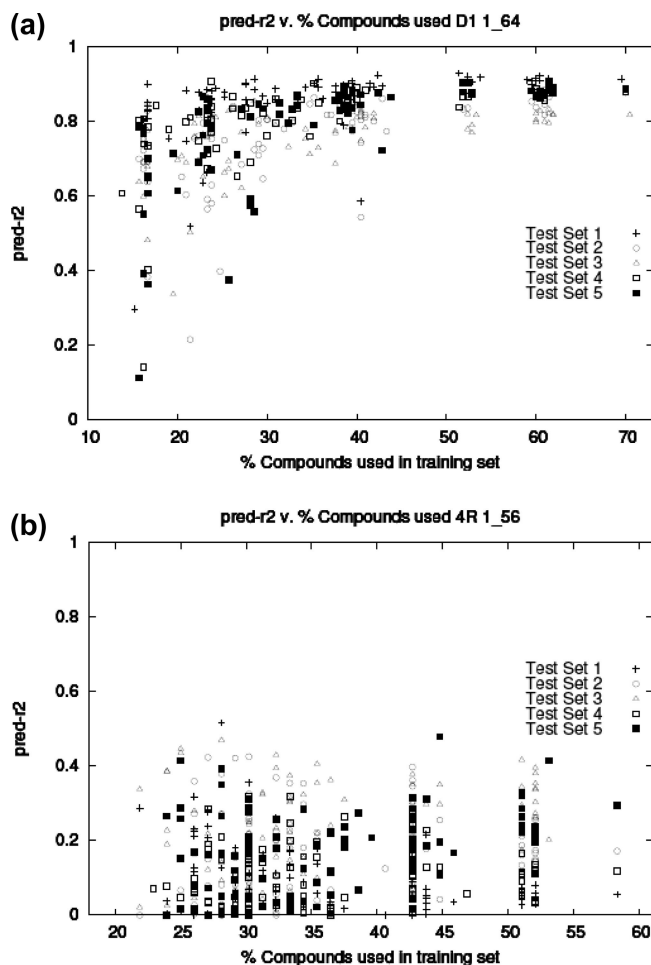 (a)
pred-r2 v. % Compounds used D1 1_64
1
0.8
0.6
0.4
0.2
0
pred-r2
Test Set 1
Test Set 2
Test Set 3
Test Set 4
Test Set 5
10 20 30 40 50 60 70
% Compounds used in training set
(b)
pred-r2 v. % Compounds used 4R 1_56
1
0.8
0.6
0.4
0.2
0
pred-r2
Test Set 1
Test Set 2
Test Set 3
Test Set 4
Test Set 5
20 25 30 35 40 45 50 55 60
% Compounds used in training set